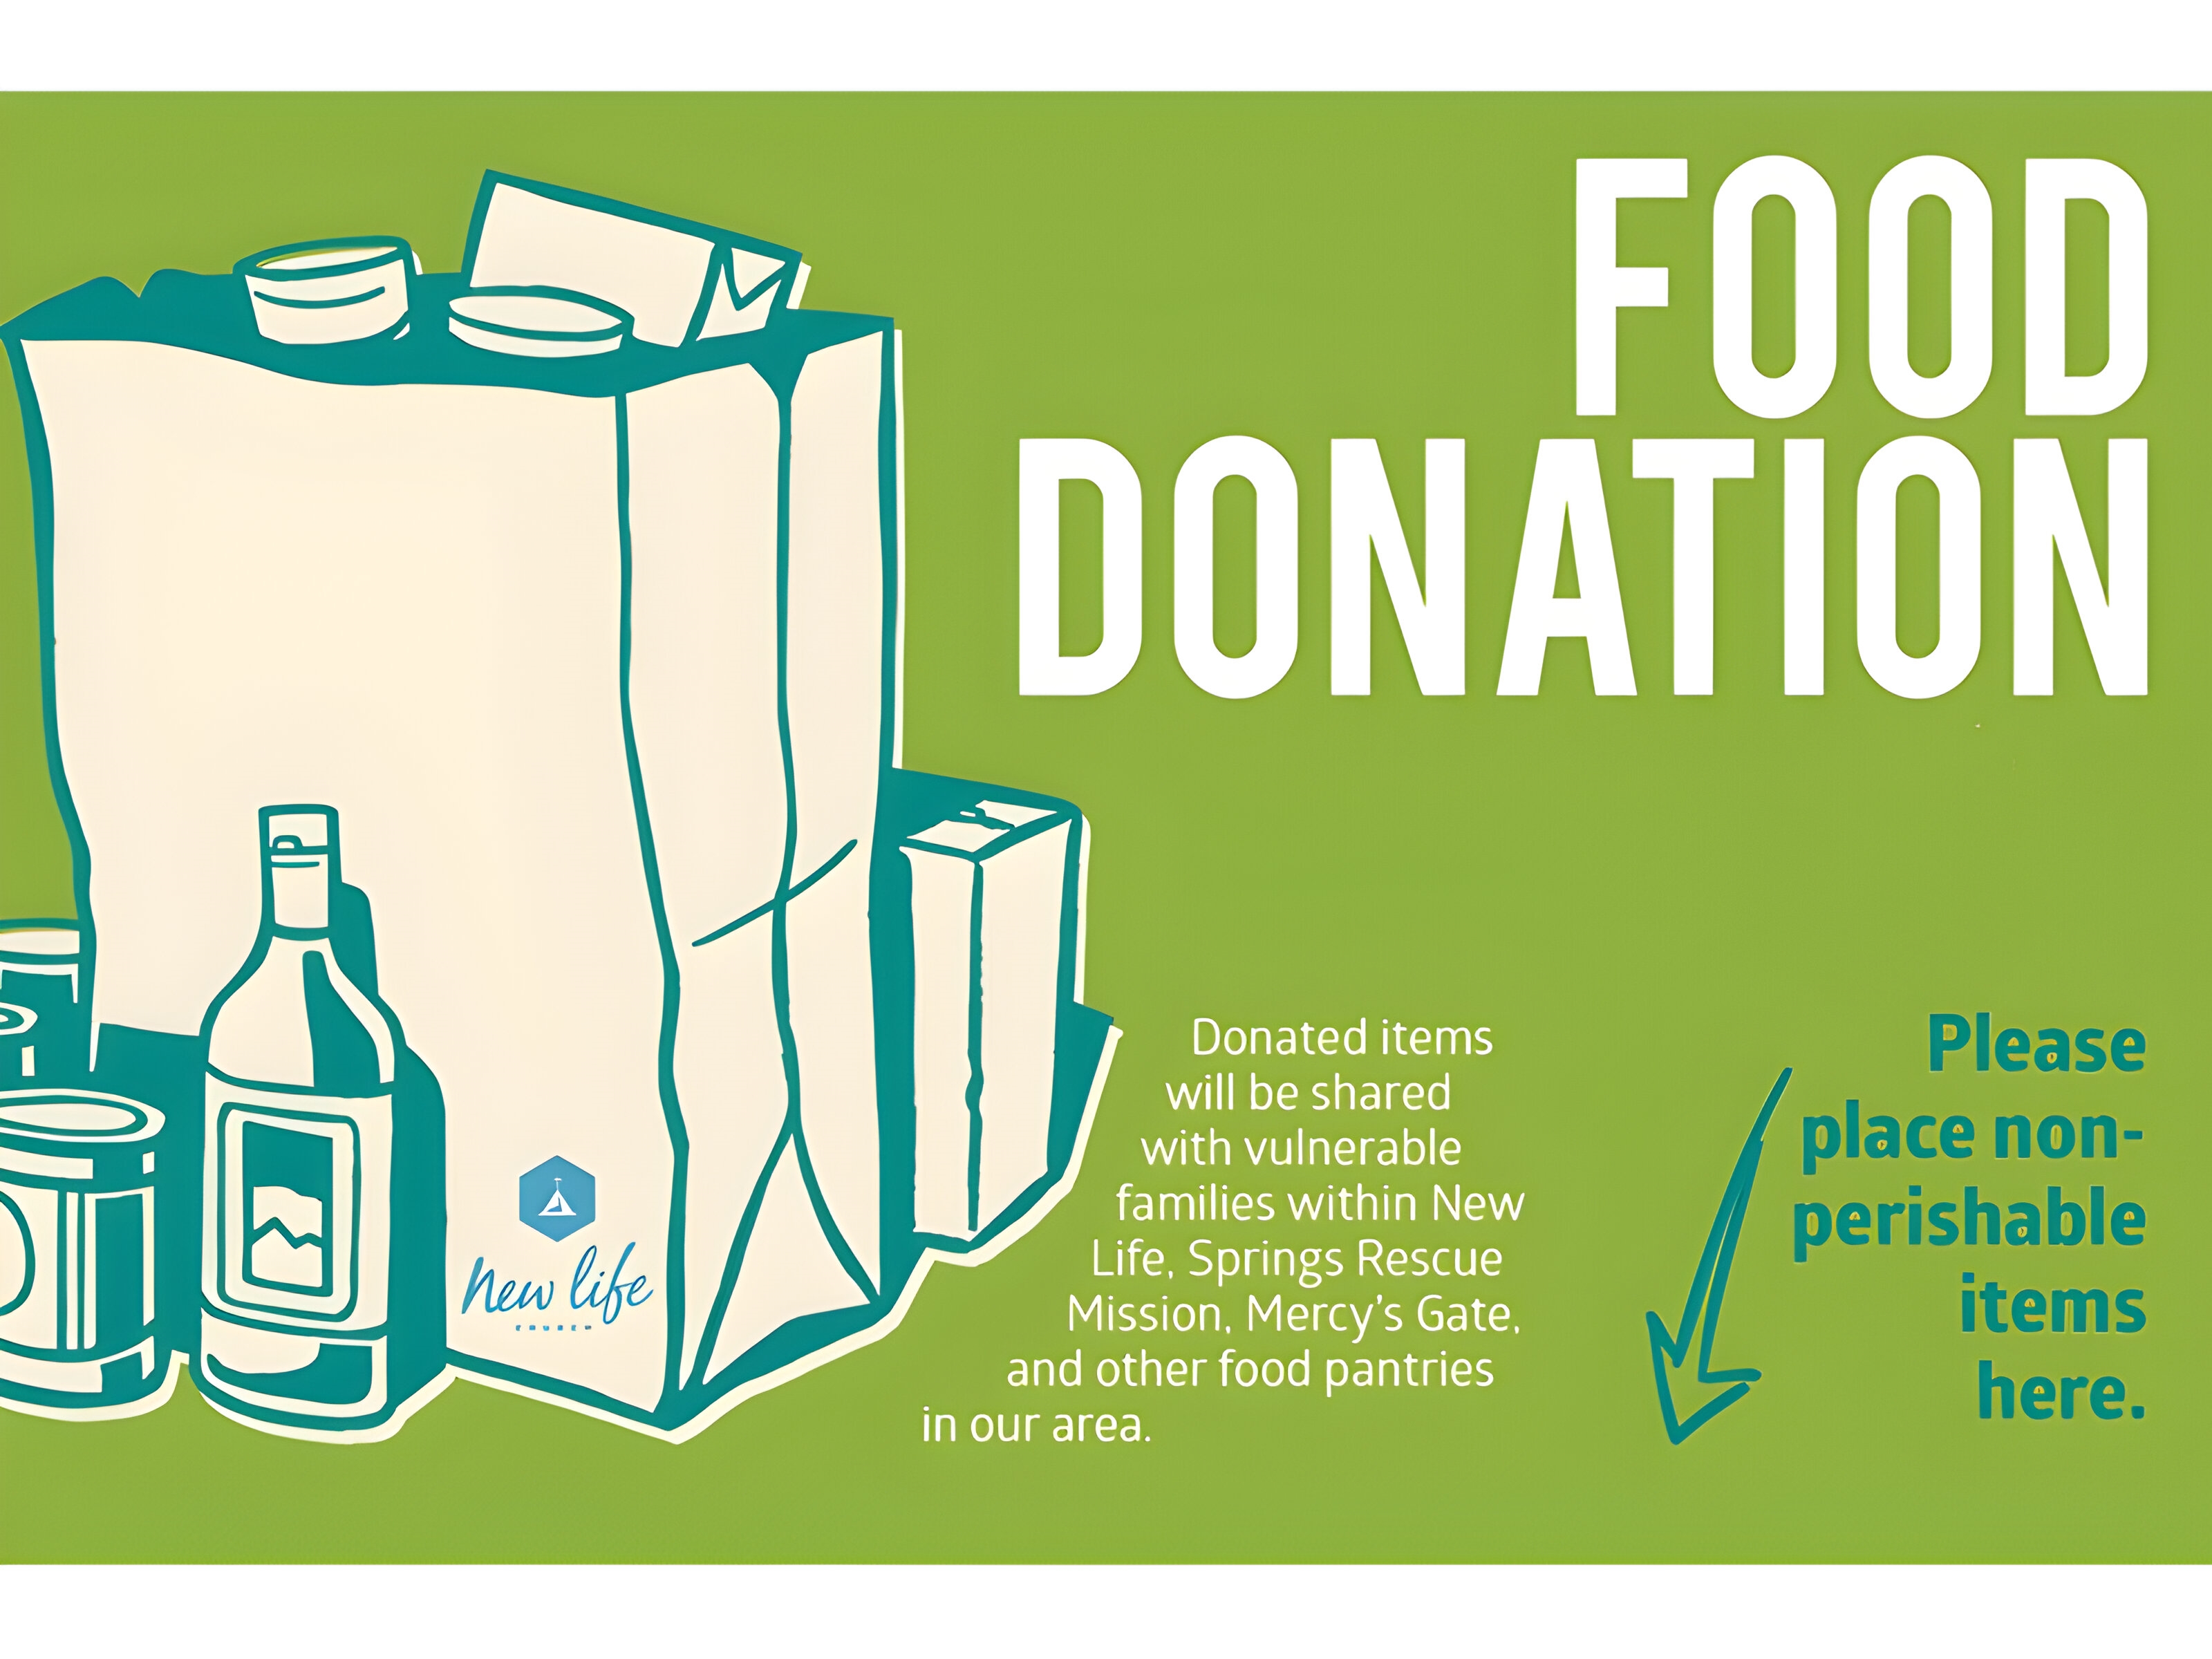 FOOD
DONATION
Donated items
will be shared
with vulnerable
families within New
Life, Springs Rescue
Mission, Mercy's Gate,
and other food pantries
in our area.
Please
place non-
perishable
items
here.
New life